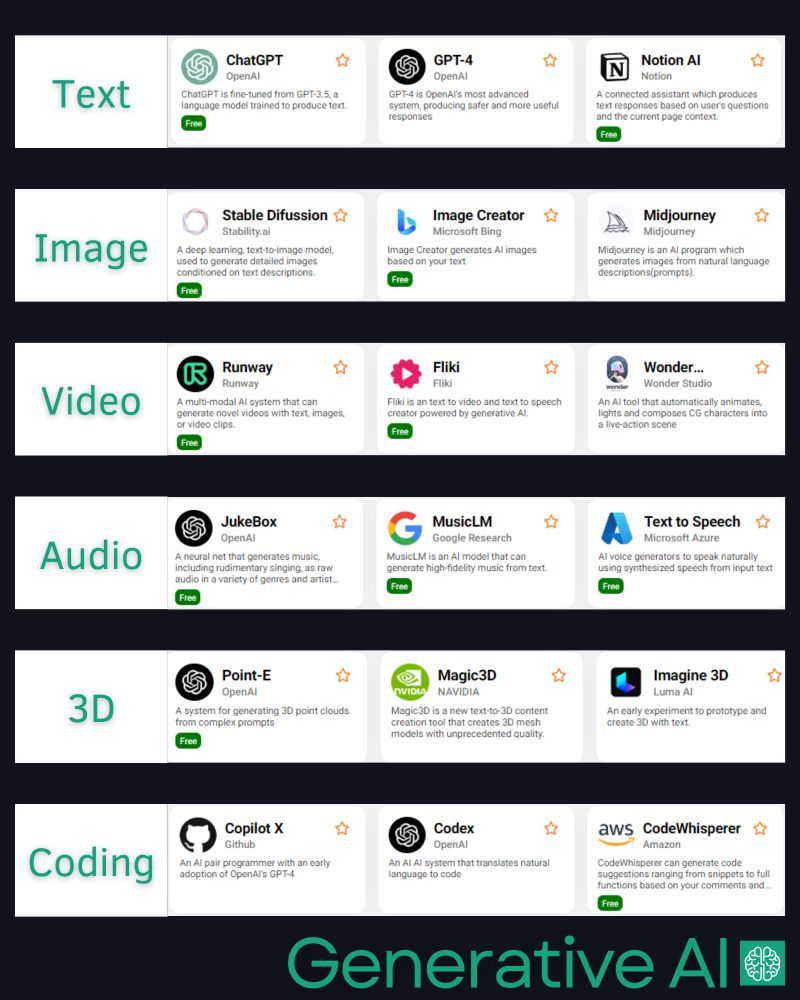 Text
ChatGPT
OpenAI
ChatGPT is fine-tuned from GPT-3.5, a
language model trained to produce text.
Free
GPT-4
OpenAI
GPT-4 is OpenAI's most advanced
system, producing safer and more useful
responses
Notion AI
Notion
A connected assistant which produces
text responses based on user's questions
and the current page context.
Free
Image
Stable Difussion
Stability.ai
A deep learning, text-to-image model,
used to generate detailed images
conditioned on text descriptions.
Free
Image Creator
Microsoft Bing
Image Creator generates AI images
based on your text
Free
Midjourney
Midjourney
Midjourney is an AI program which
generates images from natural language
descriptions(prompts).
Video
Runway
Runway
A multi-modal AI system that can
generate novel videos with text, images,
or video clips.
Free
Fliki
Fliki
Fliki is an text to video and text to speech
creator powered by generative AI.
Free
wonder
Wonder...
Wonder Studio
An AI tool that automatically animates,
lights and composes CG characters into
a live-action scene
Audio
JukeBox
OpenAI
A neural net that generates music,
including rudimentary singing, as raw
audio in a variety of genres and artist...
Free
MusicLM
Google Research
MusicLM is an AI model that can
generate high-fidelity music from text.
Free
Text to Speech
Microsoft Azure
AI voice generators to speak naturally
using synthesized speech from input text
Free
3D
Point-E
OpenAI
A system for generating 3D point clouds
from complex prompts
Free
NVIDIA
Magic3D
NAVIDIA
Magic3D is a new text-to-3D content
creation tool that creates 3D mesh
models with unprecedented quality.
Imagine 3D
Luma AI
An early experiment to prototype and
create 3D with text.
Coding
Copilot X
Github
An AI pair programmer with an early
adoption of OpenAI's GPT-4
Codex
OpenAI
An AI AI system that translates natural
language to code
aws
CodeWhisperer
Amazon
CodeWhisperer can generate code
suggestions ranging from snippets to full
functions based on your comments and...
Free
Generative AI